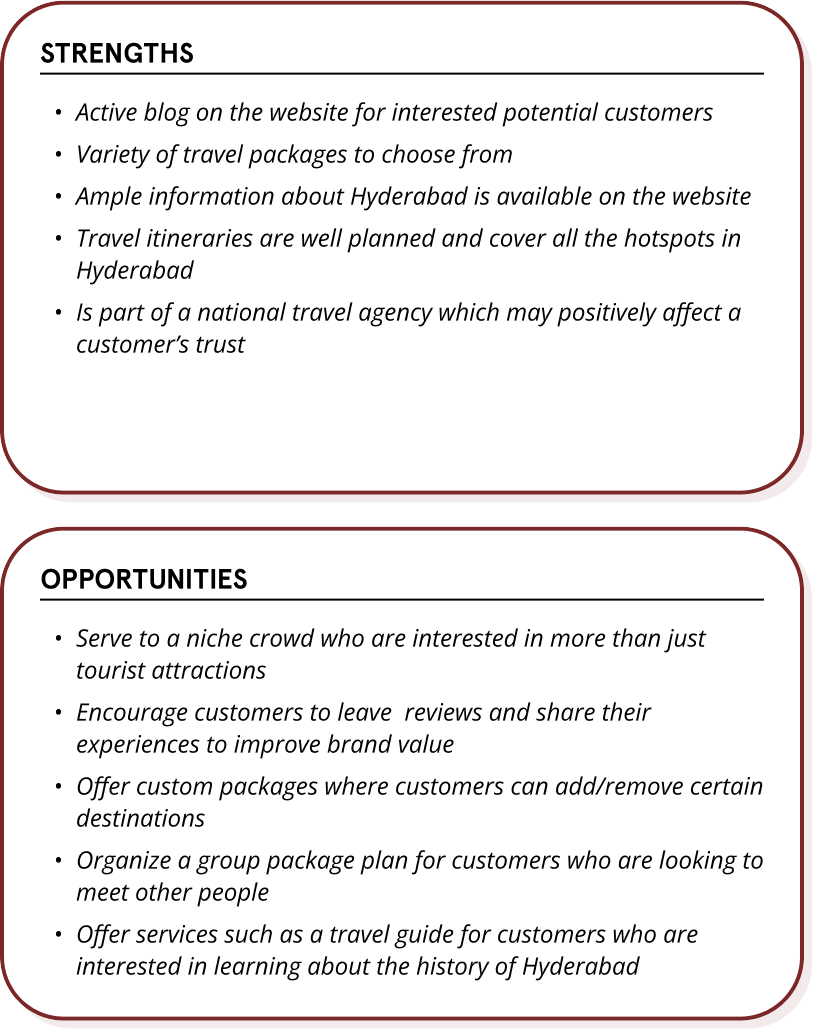 STRENGTHS
• Active blog on the website for interested potential customers
• Variety of travel packages to choose from
• Ample information about Hyderabad is available on the website
• Travel itineraries are well planned and cover all the hotspots in
Hyderabad
• Is part of a national travel agency which may positively affect a
customer’s trust
OPPORTUNITIES
• Serve to a niche crowd who are interested in more than just
tourist attractions
• Encourage customers to leave  reviews and share their
experiences to improve brand value
• Offer custom packages where customers can add/remove certain
destinations
• Organize a group package plan for customers who are looking to
meet other people
• Offer services such as a travel guide for customers who are
interested in learning about the history of Hyderabad